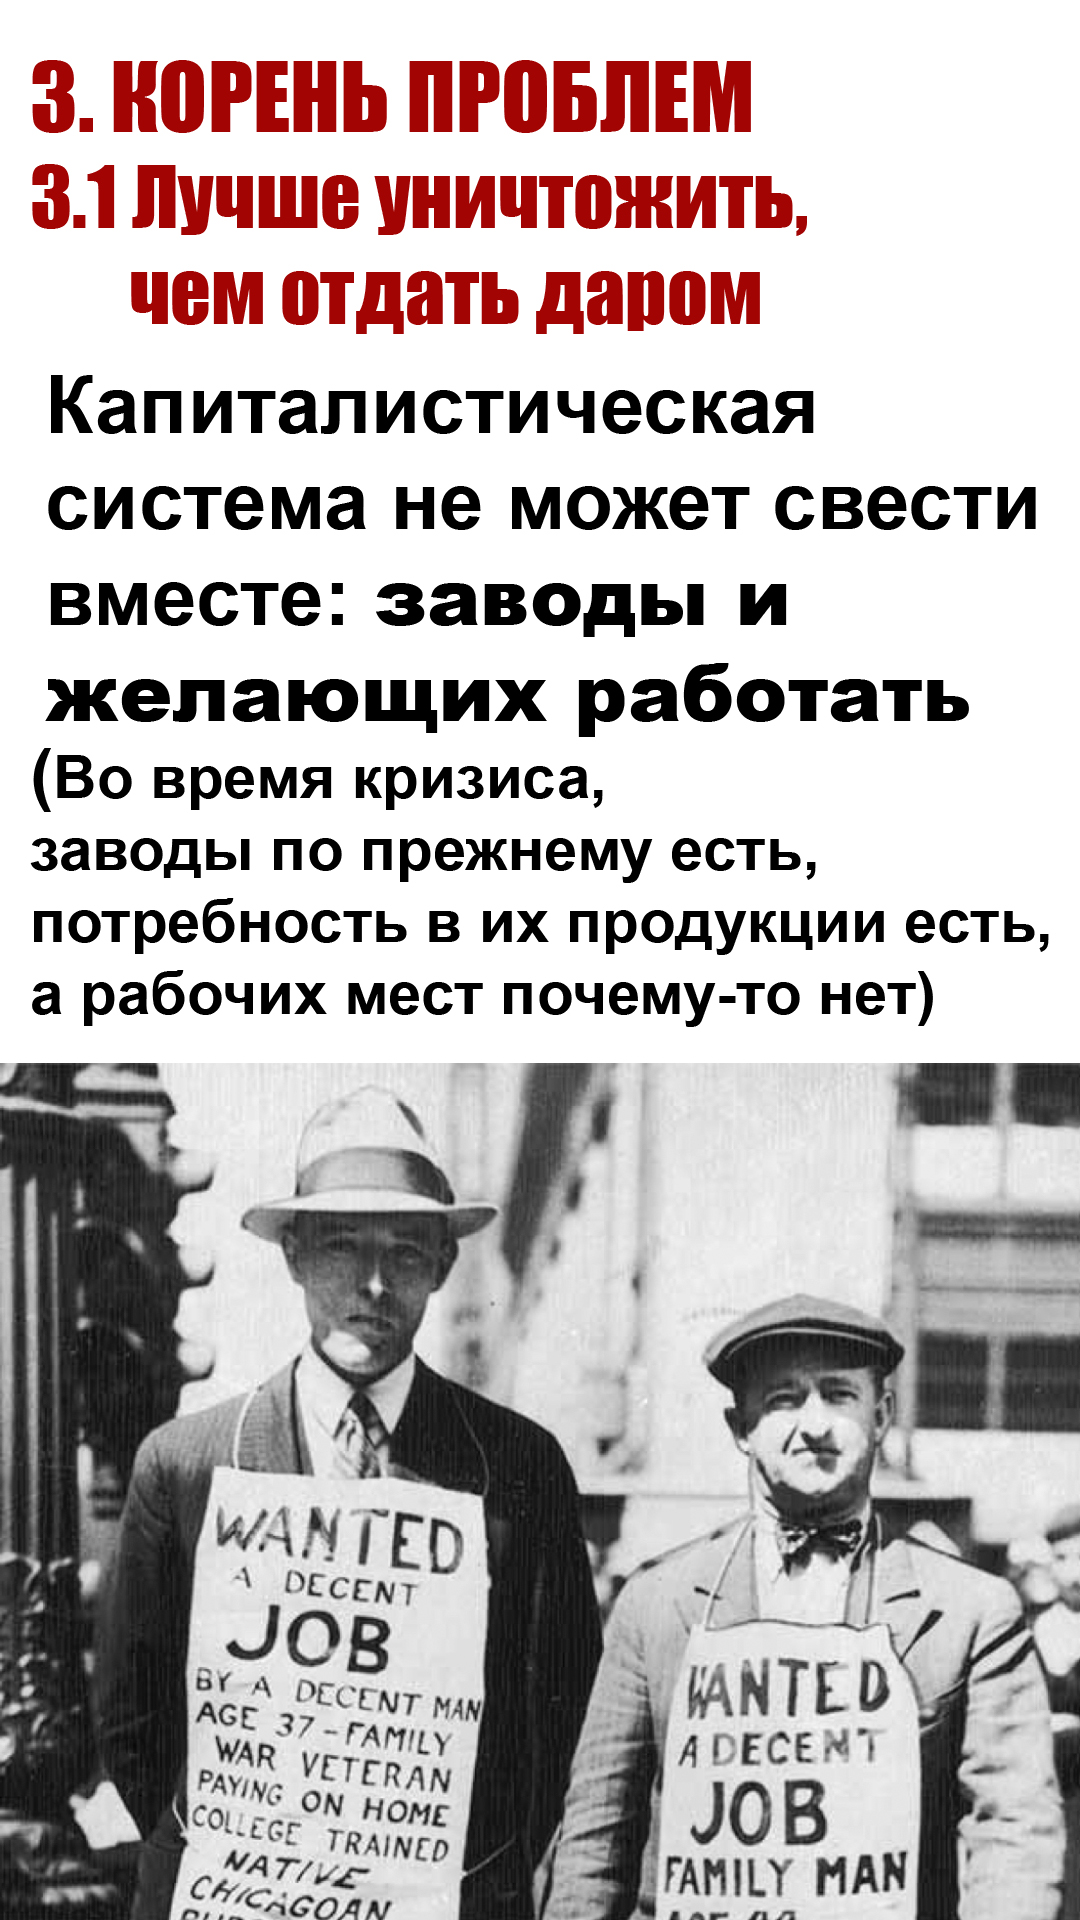 3. КОРЕНЬ ПРОБЛЕМ
3.1 Лучше уничтожить,
чем отдать даром
Капиталистическая
система не может свести
вместе: заводы и
желающих работать
(Во время кризиса,
заводы по прежнему есть,
потребность в их продукции есть,
а рабочих мест почему-то нет)
WANTED
A DECENT
JOB
BY A DECENT MAN
AGE 37-FAMILY
WAR VETERAN
PAYING ON HOME
COLLEGE TRAINED
NATIVE
CHICAGOAN
WANTED
A DECENT
JOB
FAMILY MAN